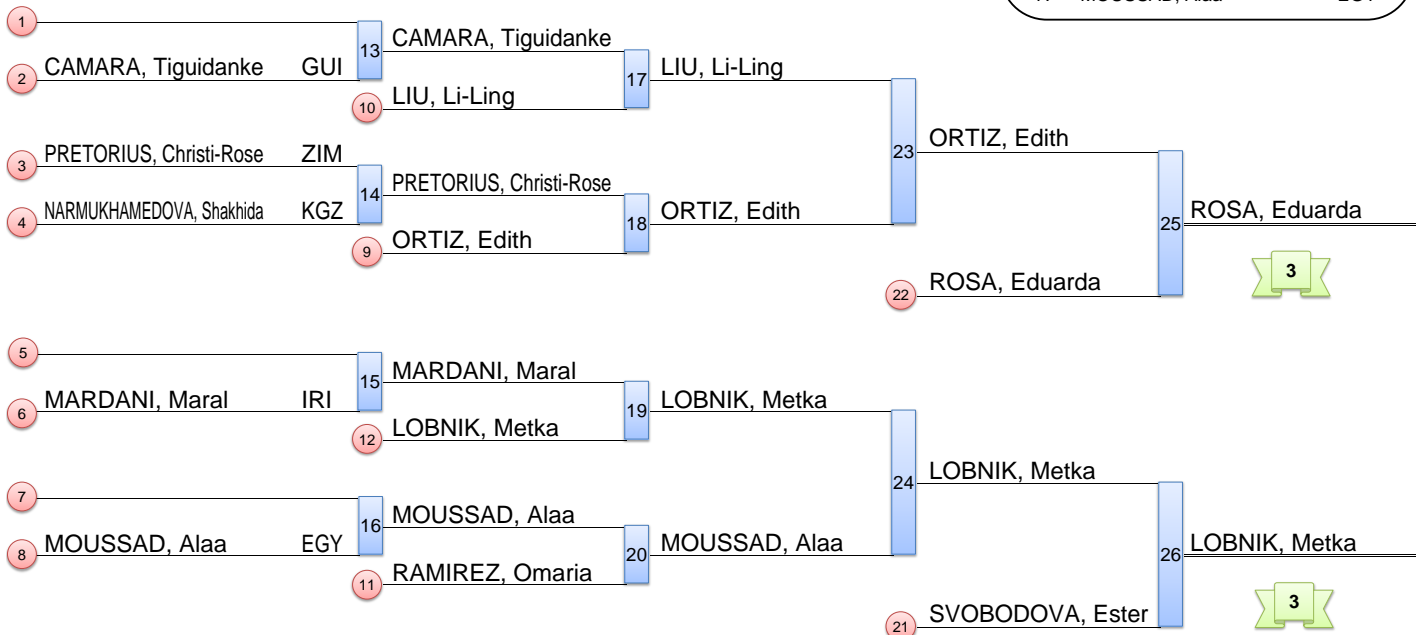 MOUSSAD, Alaa EGY
1
13 CAMARA, Tiguidanke
2 CAMARA, Tiguidanke GUI
17 LIU, Li-Ling
10 LIU, Li-Ling
23 ORTIZ, Edith
3 PRETORIUS, Christi-Rose ZIM
14 PRETORIUS, Christi-Rose
4 NARMUKHAMEDOVA, Shakhida KGZ
18 ORTIZ, Edith
25 ROSA, Eduarda
9 ORTIZ, Edith
3
22 ROSA, Eduarda
5
15 MARDANI, Maral
6 MARDANI, Maral IRI
19 LOBNIK, Metka
12 LOBNIK, Metka
24 LOBNIK, Metka
7
16 MOUSSAD, Alaa
8 MOUSSAD, Alaa EGY
20 MOUSSAD, Alaa
26 LOBNIK, Metka
11 RAMIREZ, Omaria
3
21 SVOBODOVA, Ester